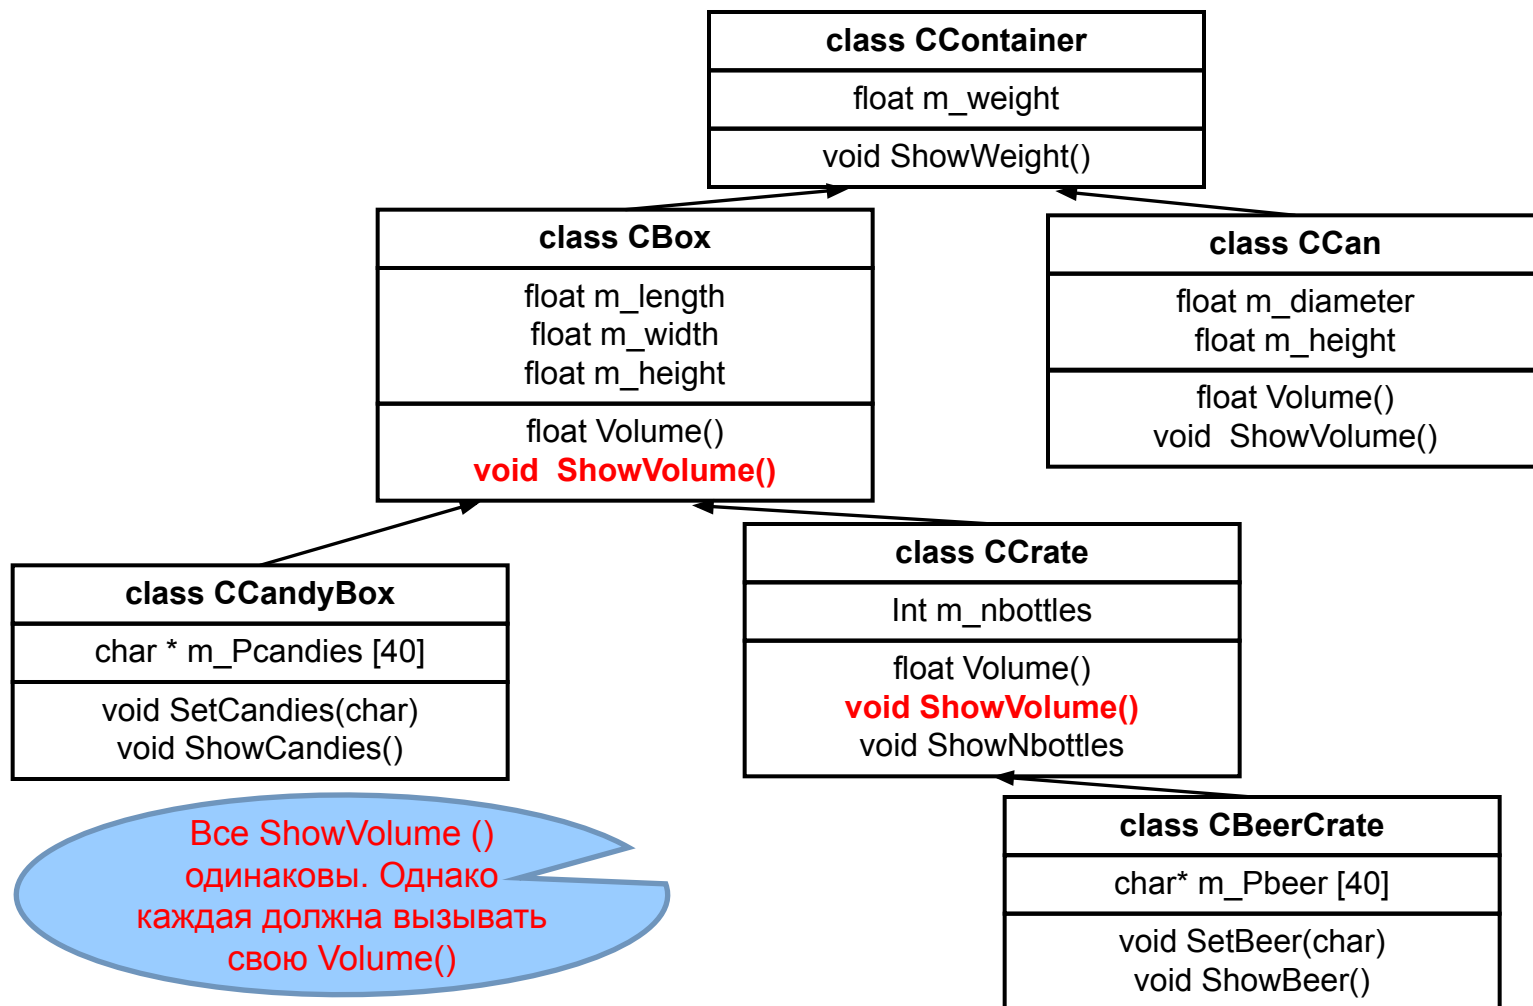 class CContainer
float m_weight
void ShowWeight()
class CBox
float m_length
float m_width
float m_height
float Volume()
void  ShowVolume()
class CCan
float m_diameter
float m_height
float Volume()
void  ShowVolume()
class CCandyBox
char * m_Pcandies [40]
void SetCandies(char)
void ShowCandies()
class CCrate
Int m_nbottles
float Volume()
void ShowVolume()
void ShowNbottles
Все ShowVolume ()
одинаковы. Однако
каждая должна вызывать
свою Volume()
class CBeerCrate
char* m_Pbeer [40]
void SetBeer(char)
void ShowBeer()